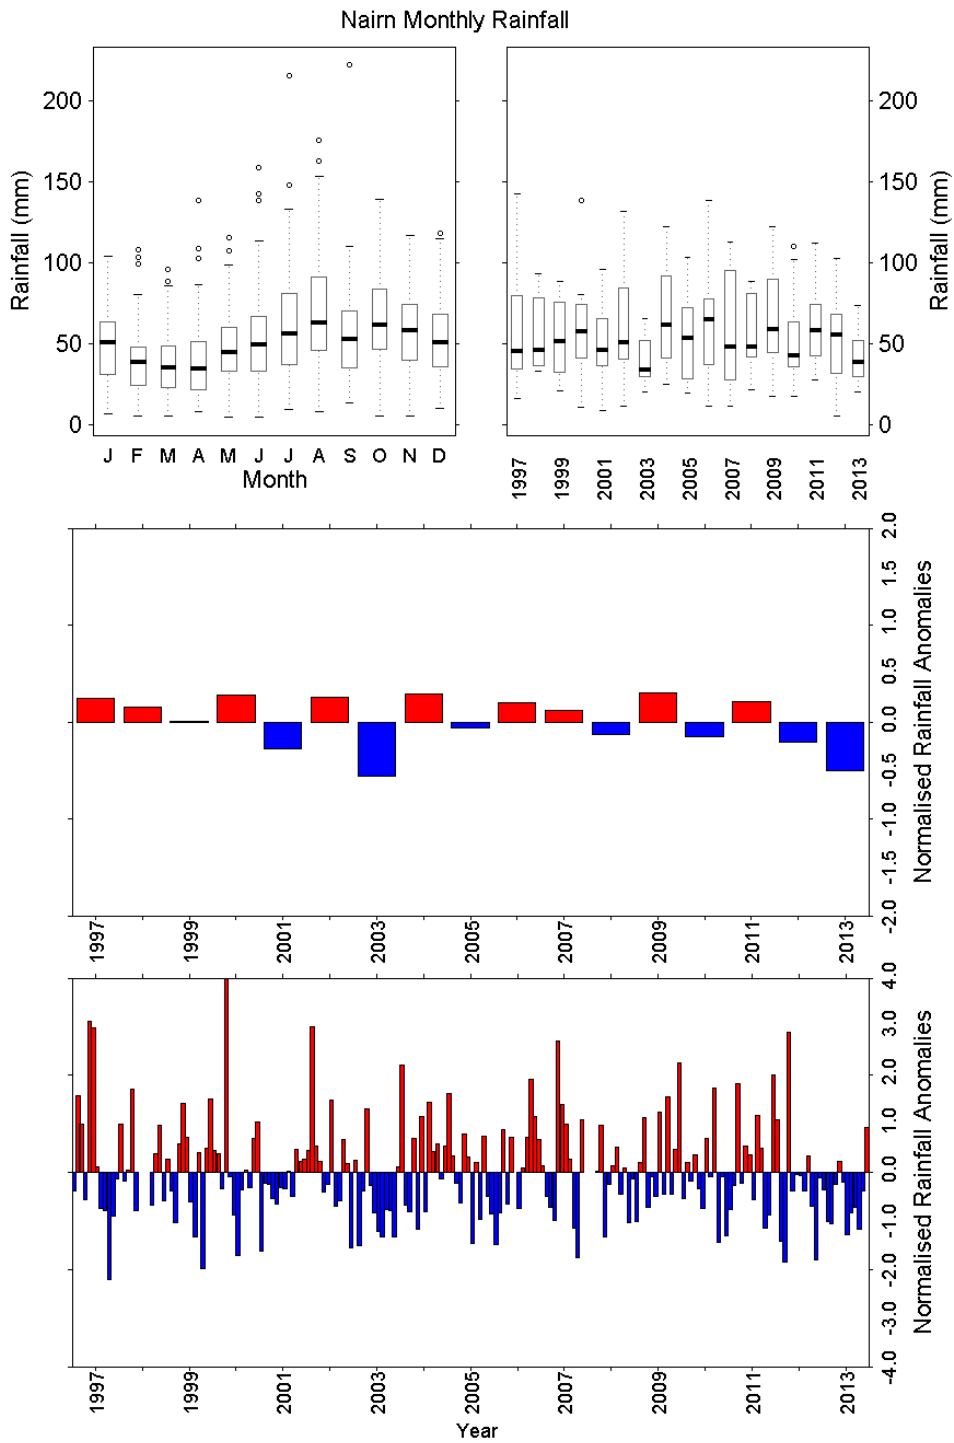 Nairn Monthly Rainfall
Rainfall (mm)
200
150
100
50
0
J F M A M J J A S O N D
Month
200
150
100
50
0
Rainfall (mm)
1997 1999 2001 2003 2005 2007 2009 2011 2013
2.0
1.5
1.0
0.5
0.0
-0.5
-1.0
-1.5
-2.0
Normalised Rainfall Anomalies
1997 1999 2001 2003 2005 2007 2009 2011 2013
4.0
3.0
2.0
1.0
0.0
-1.0
-2.0
-3.0
-4.0
Normalised Rainfall Anomalies
1997 1999 2001 2003 2005 2007 2009 2011 2013
Year